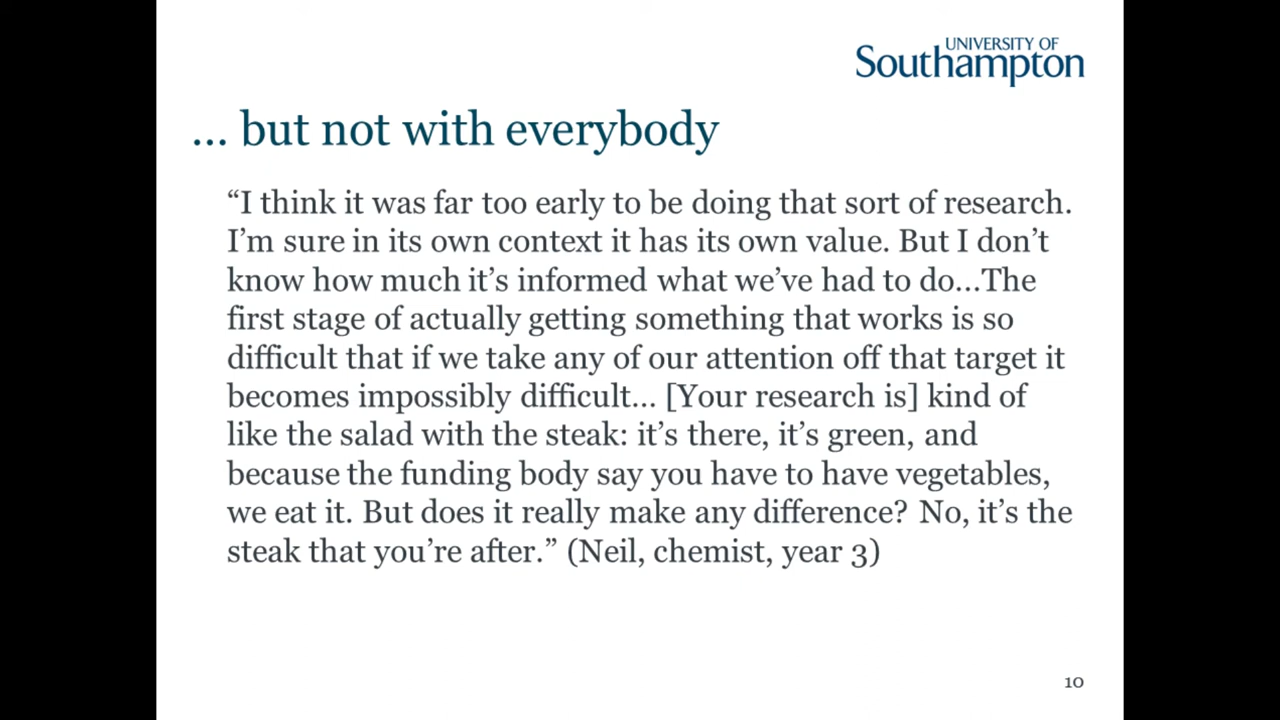 UNIVERSITY OF
Southampton
... but not with everybody
“I think it was far too early to be doing that sort of research.
I’m sure in its own context it has its own value. But I don’t
know how much it’s informed what we’ve had to do...The
first stage of actually getting something that works is so
difficult that if we take any of our attention off that target it
becomes impossibly difficult... [Your research is] kind of
like the salad with the steak: it’s there, it’s green, and
because the funding body say you have to have vegetables,
we eat it. But does it really make any difference? No, it’s the
steak that you’re after.” (Neil, chemist, year 3)
10